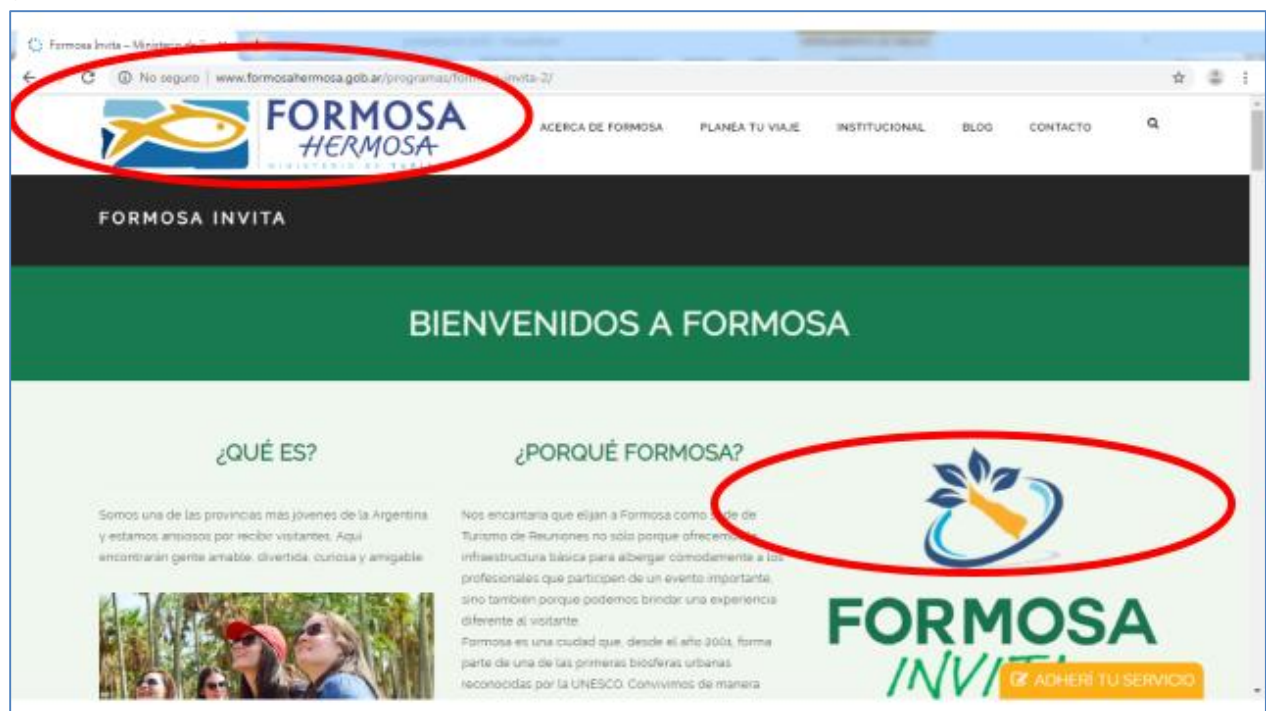 Formosa Invita – Ministerio de
No seguro | www.formosahermosa.gob.ar/programas/formosa-invita-2/
FORMOSA
HERMOSA
MINISTERIO DE TURISMO
ACERCA DE FORMOSA PLANEÁ TU VIAJE INSTITUCIONAL BLOG CONTACTO
FORMOSA INVITA
BIENVENIDOS A FORMOSA
¿QUÉ ES?
Somos una de las provincias más jóvenes de la Argentina
y estamos ansiosos por recibir visitantes. Aquí
encontrarán gente amable, divertida, curiosa y amigable
¿PORQUÉ FORMOSA?
Nos encantaría que elijan a Formosa como sede de
Turismo de Reuniones no sólo porque ofrecemos
infraestructura básica para albergar cómodamente a los
profesionales que participen de un evento importante,
sino también porque podemos brindar una experiencia
diferente al visitante.
Formosa es una ciudad que, desde el año 2001, forma
parte de una de las primeras biósferas urbanas
reconocidas por la UNESCO. Convivimos de manera
FORMOSA
INVITA
ADHERÍ TU SERVICIO